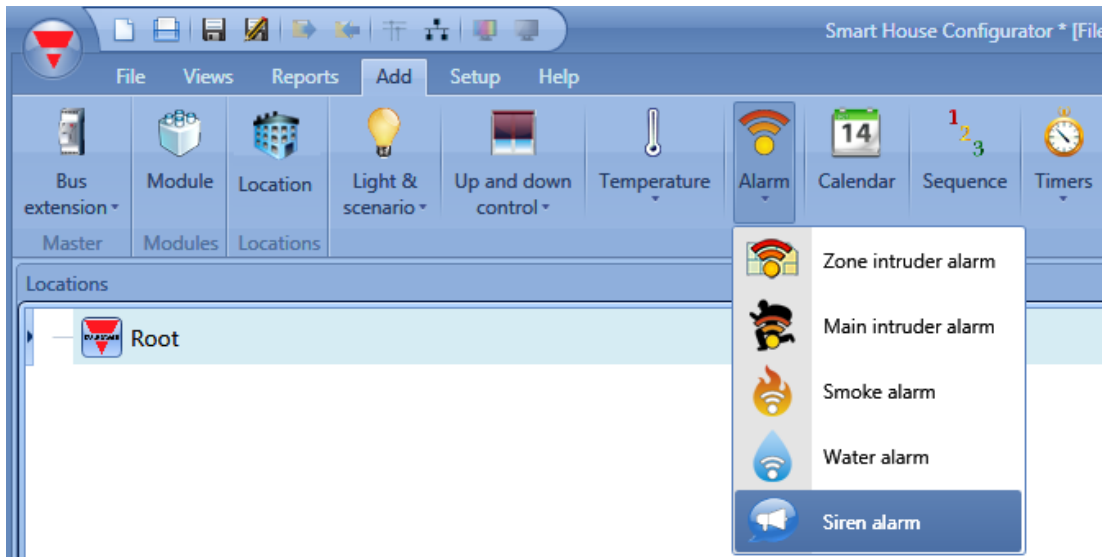 Smart House Configurator * [File
File Views Reports Add Setup Help
14
1
2
3
Bus extension
Module
Location
Light & scenario
Up and down control
Temperature
Alarm
Calendar
Sequence
Timers
Master Modules Locations
Locations
Root
Zone intruder alarm
Main intruder alarm
Smoke alarm
Water alarm
Siren alarm